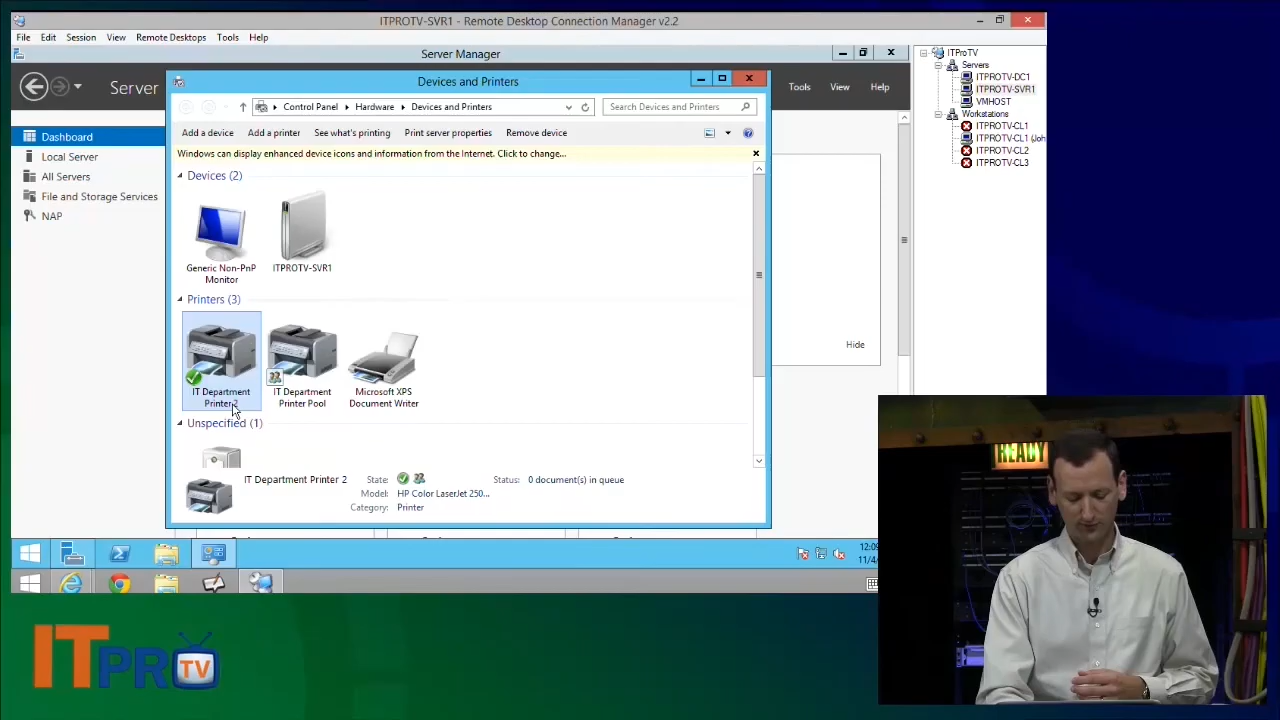 ITPROTV-SVR1 - Remote Desktop Connection Manager v2.2
File Edit Session View Remote Desktops Tools Help
Server Manager
Server
Tools View Help
Devices and Printers
Control Panel Hardware Devices and Printers
Search Devices and Printers
Add a device Add a printer See what's printing Print server properties Remove device
Windows can display enhanced device icons and information from the Internet. Click to change...
Dashboard
Local Server
All Servers
File and Storage Services
NAP
Devices (2)
Generic Non-PnP
Monitor
ITPROTV-SVR1
Printers (3)
IT Department
Printer 2
IT Department
Printer Pool
Microsoft XPS
Document Writer
Unspecified (1)
IT Department Printer 2
State:
Status: 0 document(s) in queue
Model: HP Color LaserJet 250...
Category: Printer
Hide
ITProTV
Servers
ITPROTV-DC1
ITPROTV-SVR1
VMHOST
Workstations
ITPROTV-CL1
ITPROTV-CL1 (Joh
ITPROTV-CL2
ITPROTV-CL3
12:09
11/4/
READY
ITPRO
TV